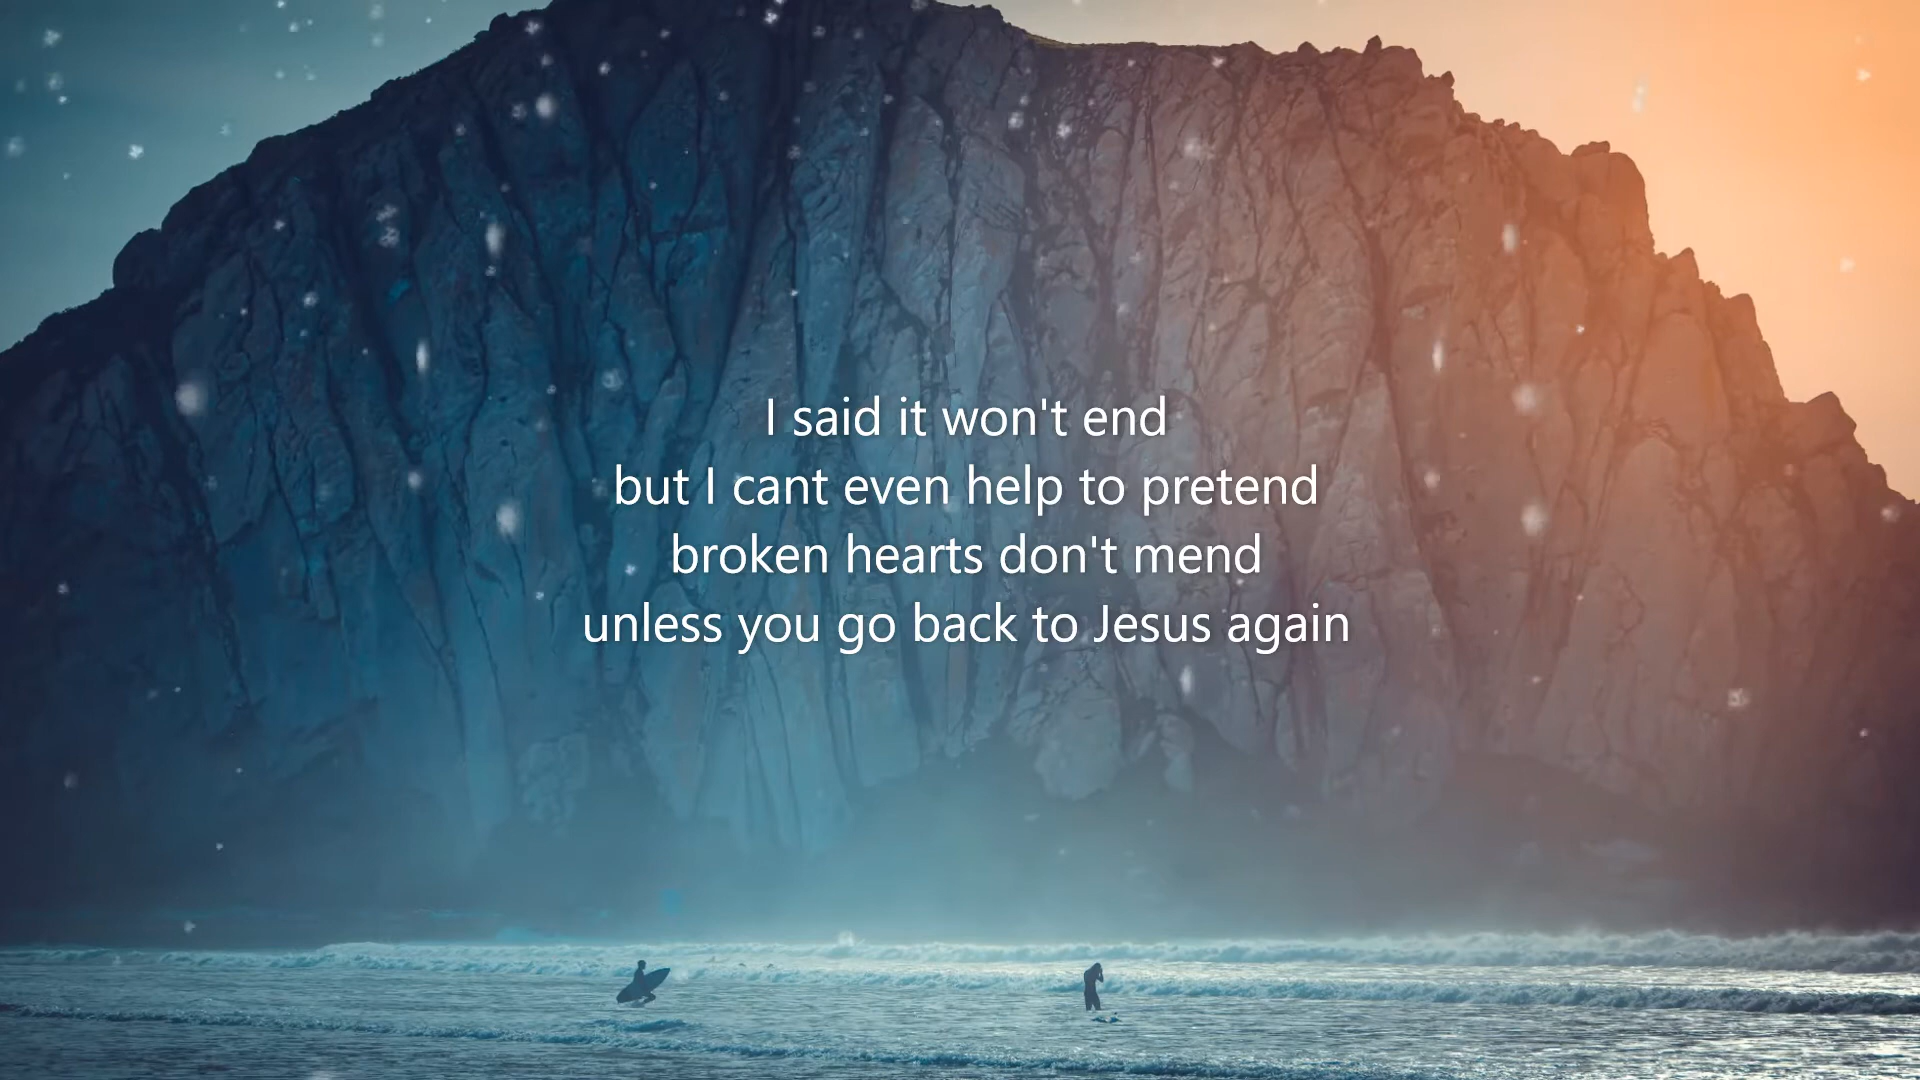 I said it won't end
but I cant even help to pretend
broken hearts don't mend
unless you go back to Jesus again